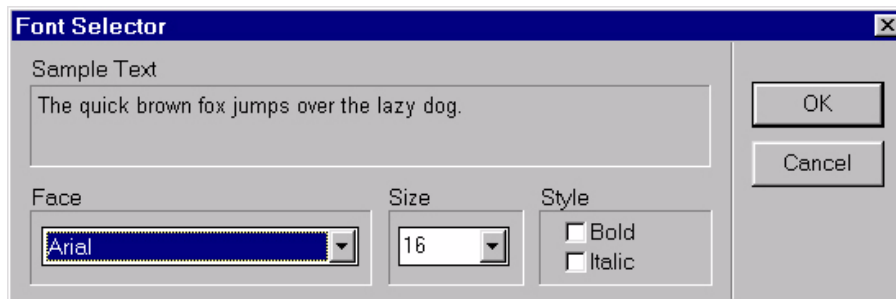 Font Selector
Sample Text
The quick brown fox jumps over the lazy dog.
OK
Cancel
Face
Size
Style
Arial
16
Bold
Italic